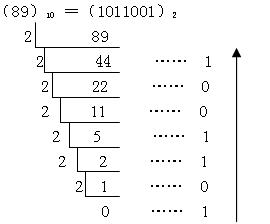 (89)₁₀ = (1011001)₂
2 89
2 44 …… 1
2 22 …… 0
2 11 …… 0
2 5 …… 1
2 2 …… 1
2 1 …… 0
0 …… 1